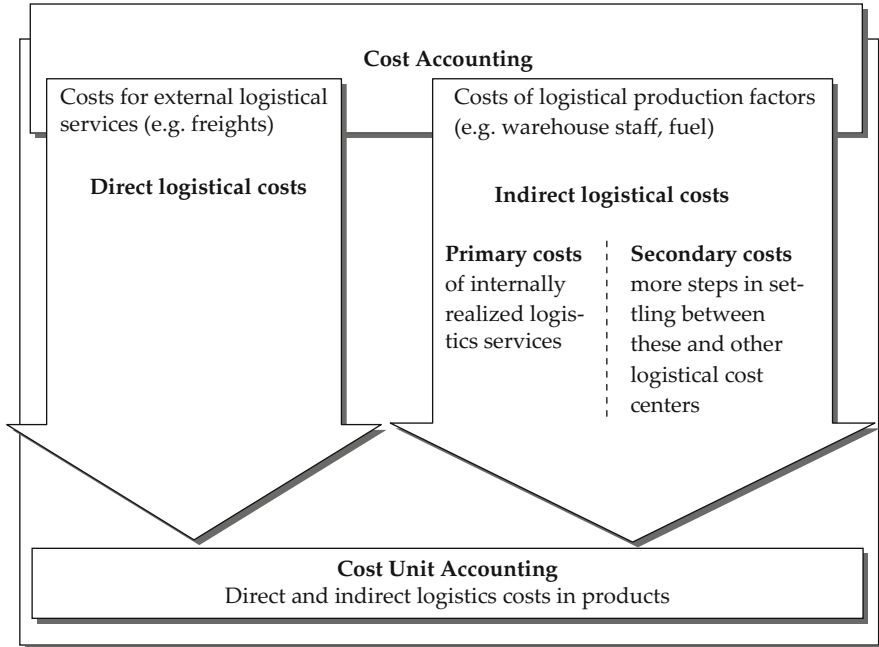 Cost Accounting
Costs for external logistical
services (e.g. freights)
Direct logistical costs
Costs of logistical production factors
(e.g. warehouse staff, fuel)
Indirect logistical costs
Primary costs
of internally
realized logis-
tics services
Secondary costs
more steps in set-
tling between
these and other
logistical cost
centers
Cost Unit Accounting
Direct and indirect logistics costs in products